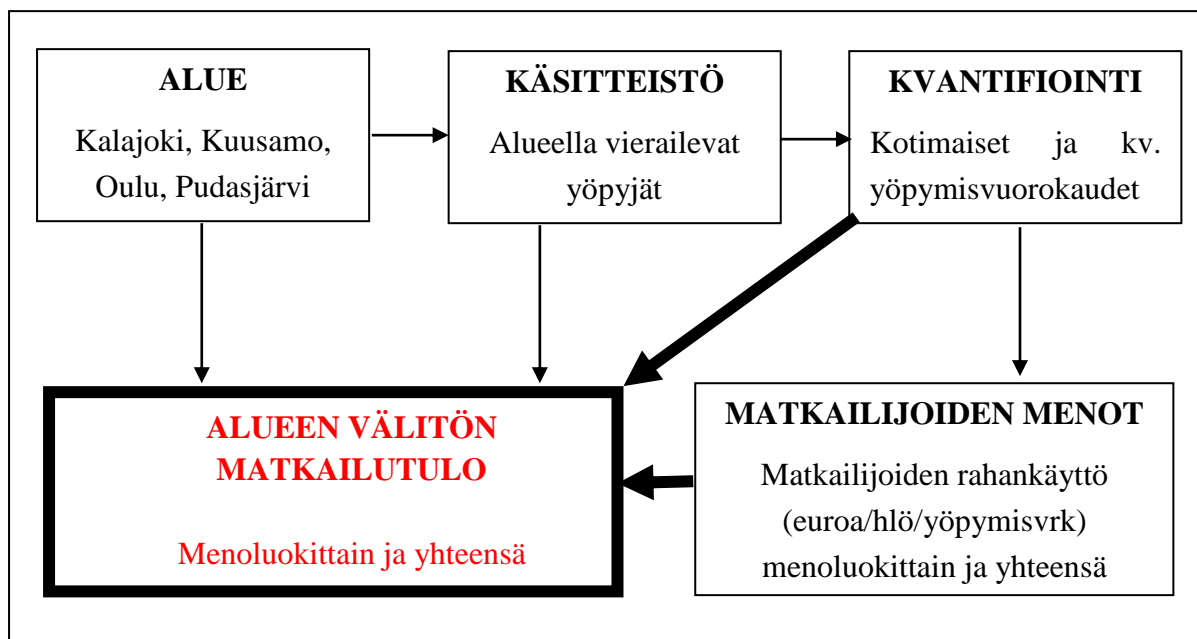 ALUE
Kalajoki, Kuusamo,
Oulu, Pudasjärvi
KÄSITTEISTÖ
Alueella vierailevat
yöpyjät
KVANTIFIOINTI
Kotimaiset ja kv.
yöpymisvuorokaudet
ALUEEN VÄLITÖN
MATKAILUTULO
Menoluokittain ja yhteensä
MATKAILIJOIDEN MENOT
Matkailijoiden rahankäyttö
(euroa/hlö/yöpymisvrk)
menoluokittain ja yhteensä